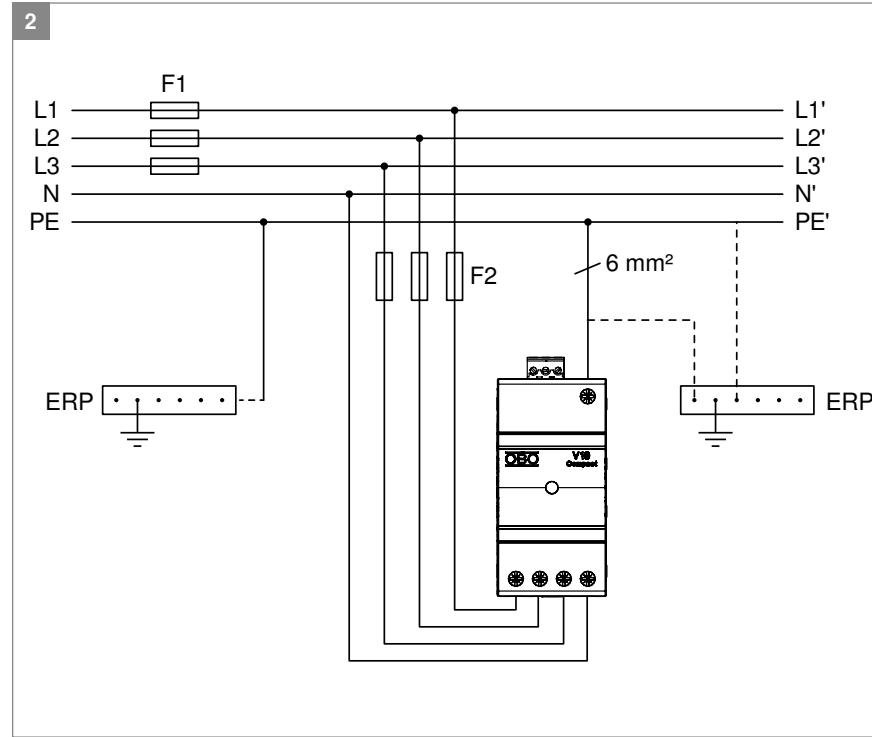 2
F1
L1
L1'
L2
L2'
L3
L3'
N
N'
PE
PE'
F2
6 mm²
ERP
ERP
OBO
V10
Compact